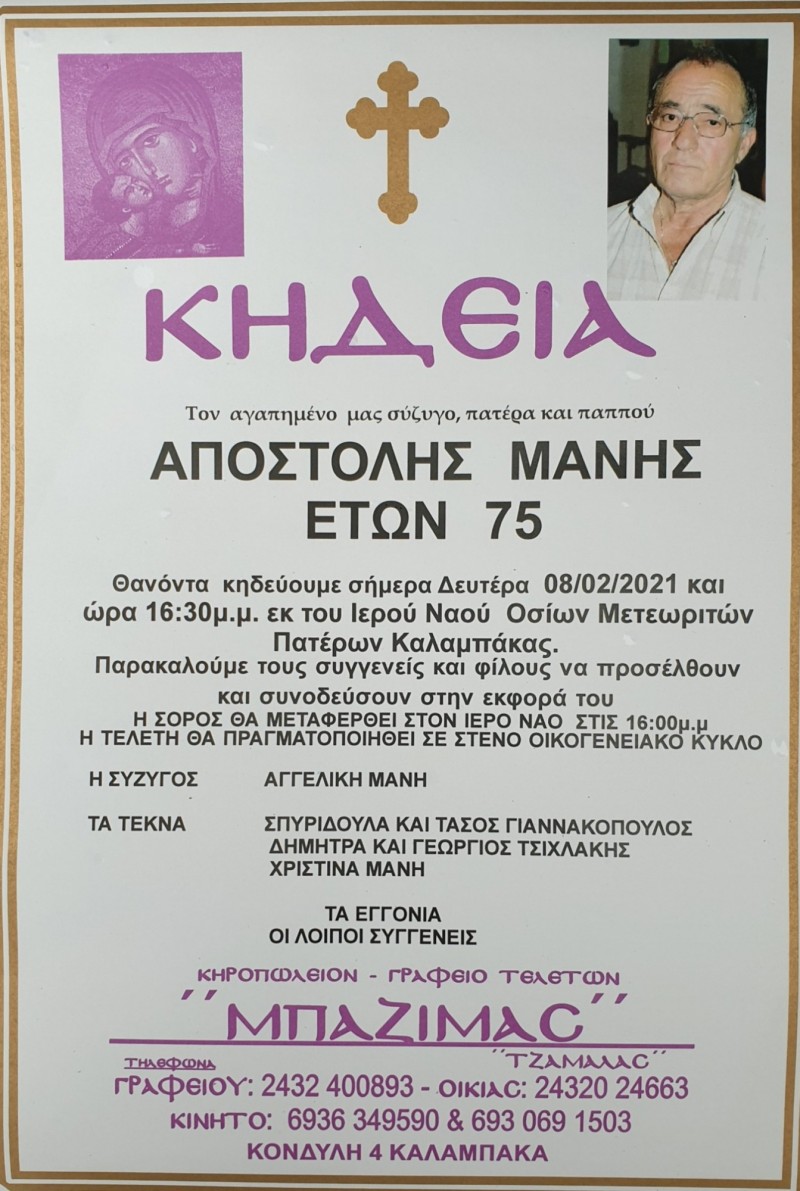 ΚΗΔΕΙΑ
Τον αγαπημένο μας σύζυγο, πατέρα και παππού
ΑΠΟΣΤΟΛΗΣ ΜΑΝΗΣ
ΕΤΩΝ 75
Θανόντα κηδεύουμε σήμερα Δευτέρα 08/02/2021 και
ώρα 16:30μ.μ. εκ του Ιερού Ναού Οσίων Μετεωριτών
Πατέρων Καλαμπάκας.
Παρακαλούμε τους συγγενείς και φίλους να προσέλθουν
και συνοδεύσουν στην εκφορά του
Η ΣΟΡΟΣ ΘΑ ΜΕΤΑΦΕΡΘΕΙ ΣΤΟΝ ΙΕΡΟ ΝΑΟ ΣΤΙΣ 16:00μ.μ
Η ΤΕΛΕΤΗ ΘΑ ΠΡΑΓΜΑΤΟΠΟΙΗΘΕΙ ΣΕ ΣΤΕΝΟ ΟΙΚΟΓΕΝΕΙΑΚΟ ΚΥΚΛΟ
Η ΣΥΖΥΓΟΣ ΑΓΓΕΛΙΚΗ ΜΑΝΗ
ΤΑ ΤΕΚΝΑ ΣΠΥΡΙΔΟΥΛΑ ΚΑΙ ΤΑΣΟΣ ΓΙΑΝΝΑΚΟΠΟΥΛΟΣ
ΔΗΜΗΤΡΑ ΚΑΙ ΓΕΩΡΓΙΟΣ ΤΣΙΧΛΑΚΗΣ
ΧΡΙΣΤΙΝΑ ΜΑΝΗ
ΤΑ ΕΓΓΟΝΙΑ
ΟΙ ΛΟΙΠΟΙ ΣΥΓΓΕΝΕΙΣ
ΚΗΡΟΠΩΛΕΙΟΝ - ΓΡΑΦΕΙΟ ΤΕΛΕΤΩΝ
΄΄ΜΠΑΖΙΜΑΣ΄΄
΄΄ΤΖΑΜΑΛΑΣ΄΄
ΤΗΛΕΦΩΝΑ
ΓΡΑΦΕΙΟΥ: 2432 400893 - ΟΙΚΙΑΣ: 24320 24663
ΚΙΝΗΤΟ: 6936 349590 & 693 069 1503
ΚΟΝΔΥΛΗ 4 ΚΑΛΑΜΠΑΚΑ